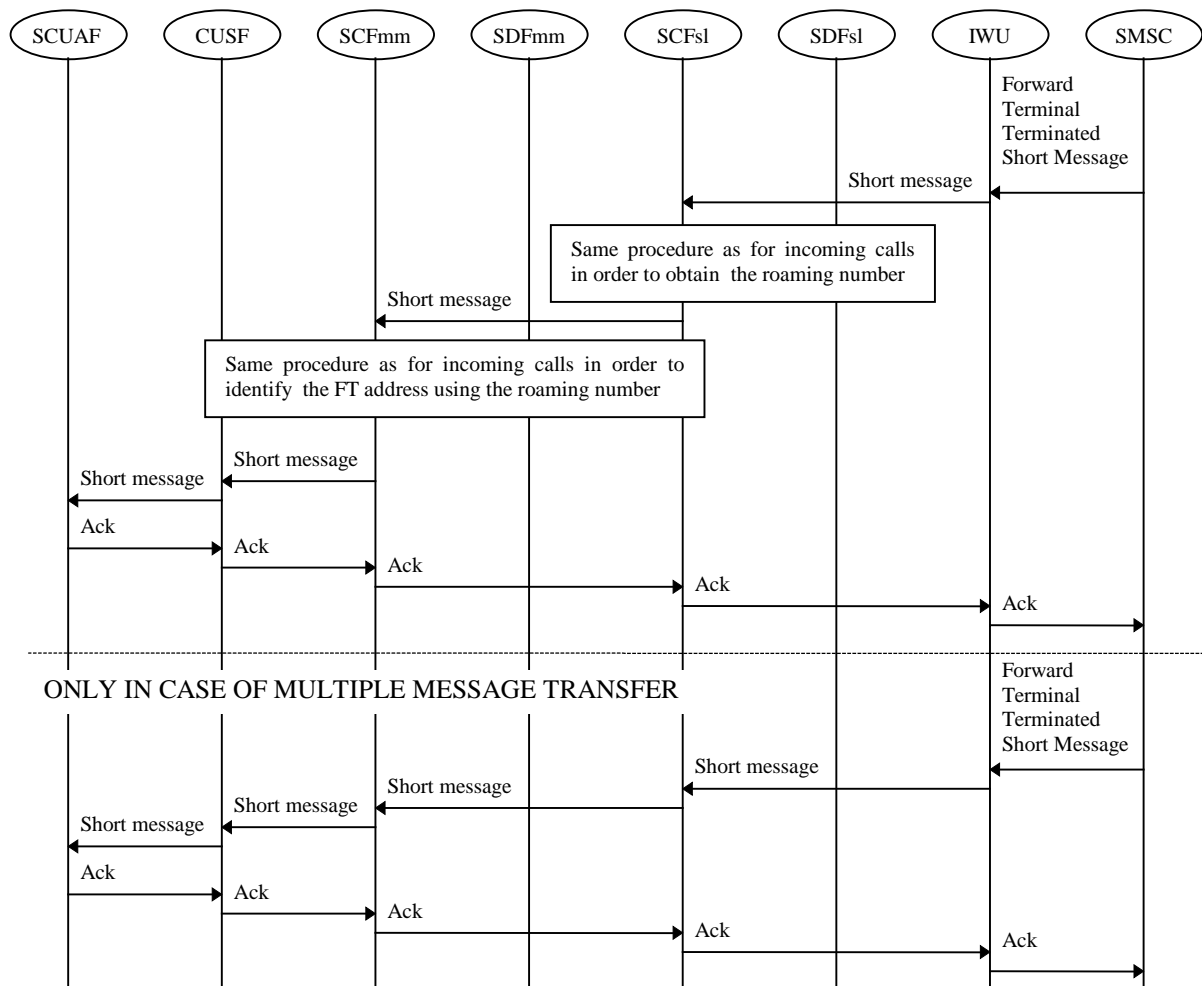 SCUAF CUSF SCFmm SDFmm SCFsl SDFsl IWU SMSC
Forward
Terminal
Terminated
Short Message
Short message
Same procedure as for incoming calls
in order to obtain the roaming number
Short message
Same procedure as for incoming calls in order to
identify the FT address using the roaming number
Short message
Short message
Ack
Ack
Ack
Ack
Ack
ONLY IN CASE OF MULTIPLE MESSAGE TRANSFER
Forward
Terminal
Terminated
Short Message
Short message
Short message
Short message
Short message
Ack
Ack
Ack
Ack
Ack